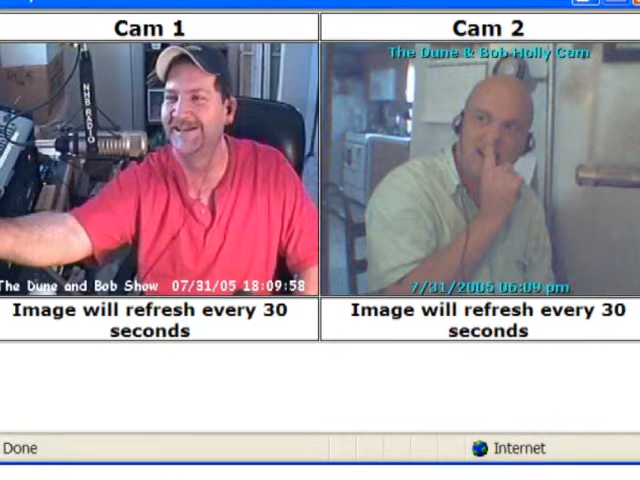 Cam 1
Cam 2
The Dune & Bob Holly Cam
NHB RADIO
The Dune and Bob Show 07/31/05 18:09:58
7/31/2005 06:09 pm
Image will refresh every 30
seconds
Image will refresh every 30
seconds
Done
Internet